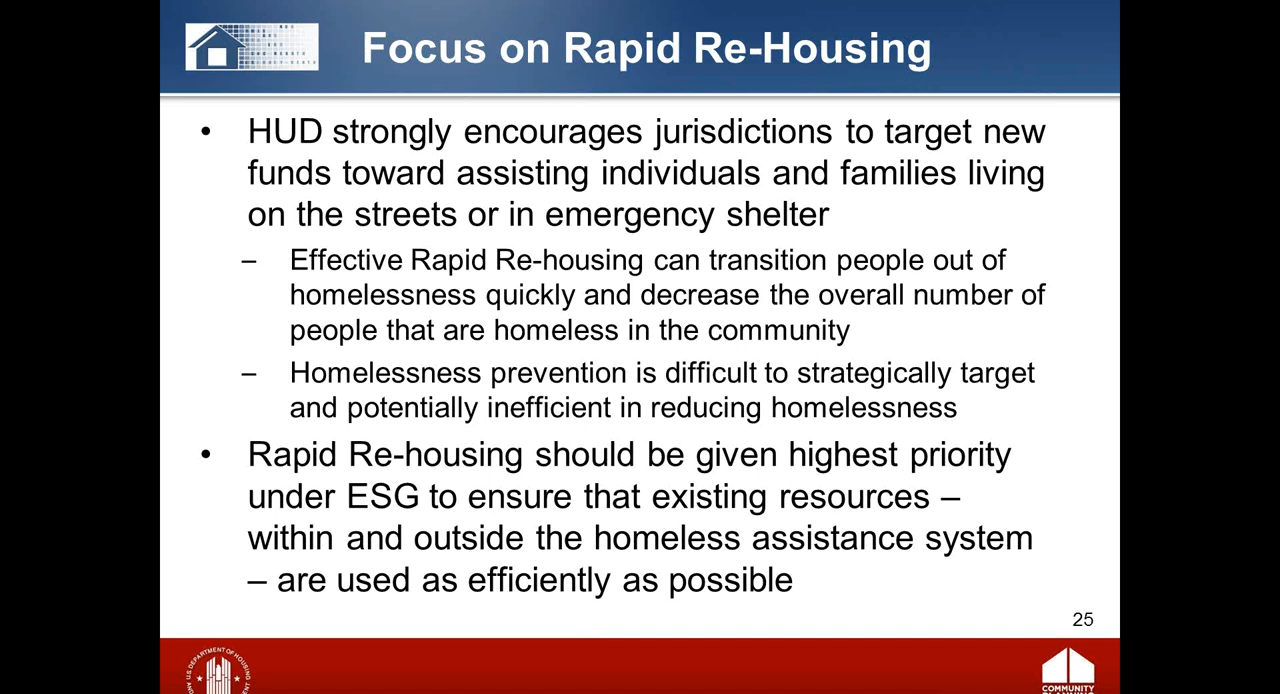 Focus on Rapid Re-Housing
• HUD strongly encourages jurisdictions to target new
funds toward assisting individuals and families living
on the streets or in emergency shelter
– Effective Rapid Re-housing can transition people out of
homelessness quickly and decrease the overall number of
people that are homeless in the community
– Homelessness prevention is difficult to strategically target
and potentially inefficient in reducing homelessness
• Rapid Re-housing should be given highest priority
under ESG to ensure that existing resources –
within and outside the homeless assistance system
– are used as efficiently as possible
25
U.S. DEPARTMENT OF HOUSING
COMMUNITY